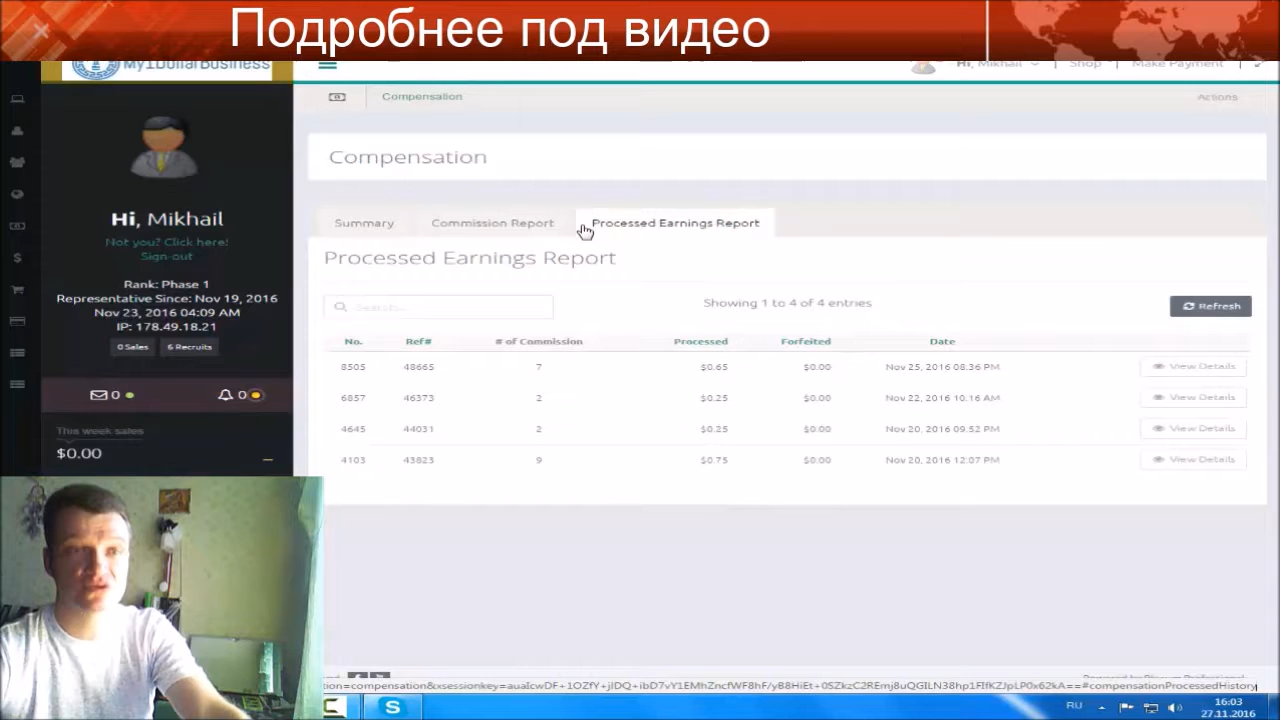 Подробнее под видео
My1DollarBusiness
Hi, Mikhail
Shop
Make Payment
Compensation
Actions
Compensation
Hi, Mikhail
Not you? Click here!
Sign-out
Rank: Phase 1
Representative Since: Nov 19, 2016
Nov 23, 2016 04:09 AM
IP: 178.49.18.21
0 Sales 6 Recruits
0 0
This week sales
$0.00
Summary Commission Report Processed Earnings Report
Processed Earnings Report
Search... Showing 1 to 4 of 4 entries Refresh
No. Ref# # of Commission Processed Forfeited Date
8505 48665 7 $0.65 $0.00 Nov 25, 2016 08:36 PM View Details
6857 46373 2 $0.25 $0.00 Nov 22, 2016 10:16 AM View Details
4645 44031 2 $0.25 $0.00 Nov 20, 2016 09:52 PM View Details
4103 43823 9 $0.75 $0.00 Nov 20, 2016 12:07 PM View Details
RU 16:03
27.11.2016